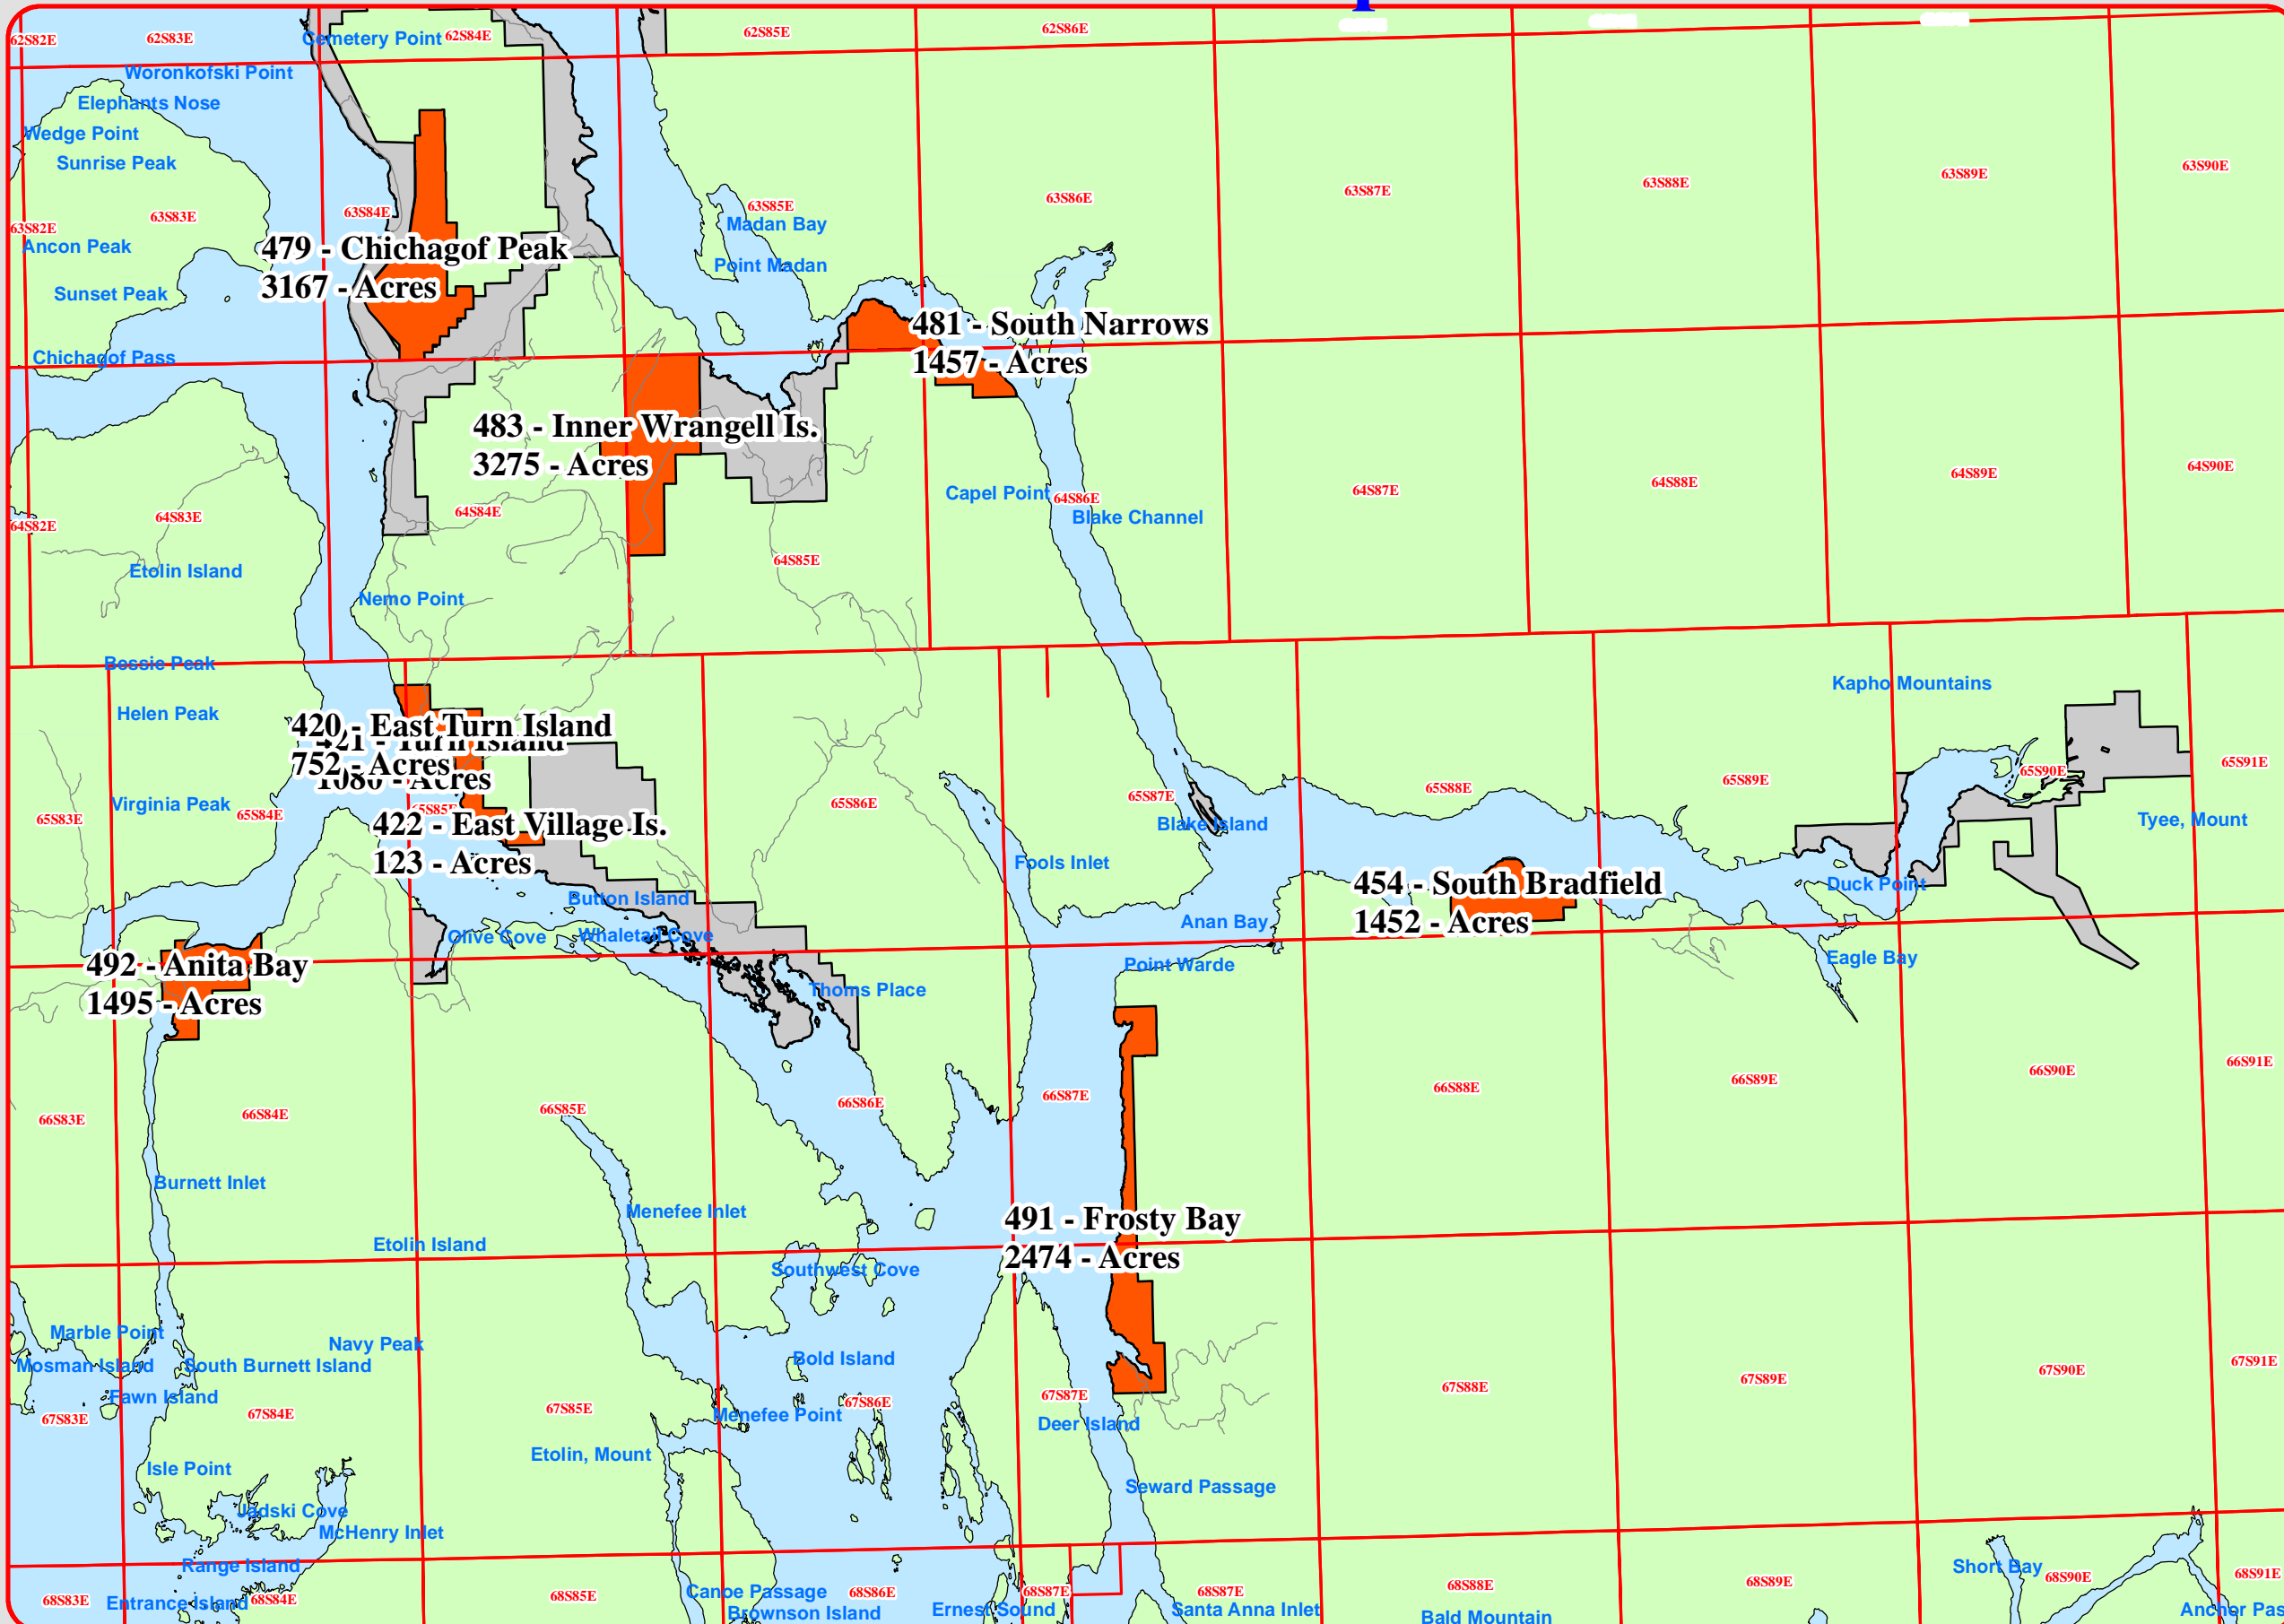 62S82E
62S83E
Cemetery Point
62S84E
62S85E
62S86E
Woronkofski Point
Elephants Nose
Wedge Point
Sunrise Peak
63S82E
63S83E
63S84E
63S85E
63S86E
63S87E
63S88E
63S89E
63S90E
Ancon Peak
Madan Bay
Point Madan
479 - Chichagof Peak
3167 - Acres
Sunset Peak
Chichagof Pass
481 - South Narrows
1457 - Acres
483 - Inner Wrangell Is.
3275 - Acres
64S82E
64S83E
64S84E
64S85E
Capel Point
64S86E
Blake Channel
64S87E
64S88E
64S89E
64S90E
Etolin Island
Nemo Point
Bessie Peak
Helen Peak
Kapho Mountains
420 - East Turn Island
752 - Acres
421 - Turn Island
1080 - Acres
Virginia Peak
65S83E
65S84E
65S85E
65S86E
65S87E
65S88E
65S89E
65S90E
65S91E
422 - East Village Is.
123 - Acres
Blake Island
Tyee, Mount
Fools Inlet
454 - South Bradfield
1452 - Acres
Duck Point
Button Island
Anan Bay
Olive Cove
Whaletail Cove
Point Warde
Eagle Bay
492 - Anita Bay
1495 - Acres
Thoms Place
66S83E
66S84E
66S85E
66S86E
66S87E
66S88E
66S89E
66S90E
66S91E
Burnett Inlet
Menefee Inlet
491 - Frosty Bay
2474 - Acres
Etolin Island
Southwest Cove
Marble Point
Navy Peak
Mosman Island
South Burnett Island
Bold Island
Fawn Island
67S83E
67S84E
67S85E
67S86E
67S87E
67S88E
67S89E
67S90E
67S91E
Menefee Point
Deer Island
Etolin, Mount
Isle Point
Seward Passage
Jadski Cove
McHenry Inlet
Range Island
Short Bay
68S83E
Entrance Island
68S84E
68S85E
Canoe Passage
68S86E
68S87E
68S87E
68S88E
68S89E
68S90E
68S91E
Brownson Island
Ernest Sound
Santa Anna Inlet
Bald Mountain
Anchor Pas